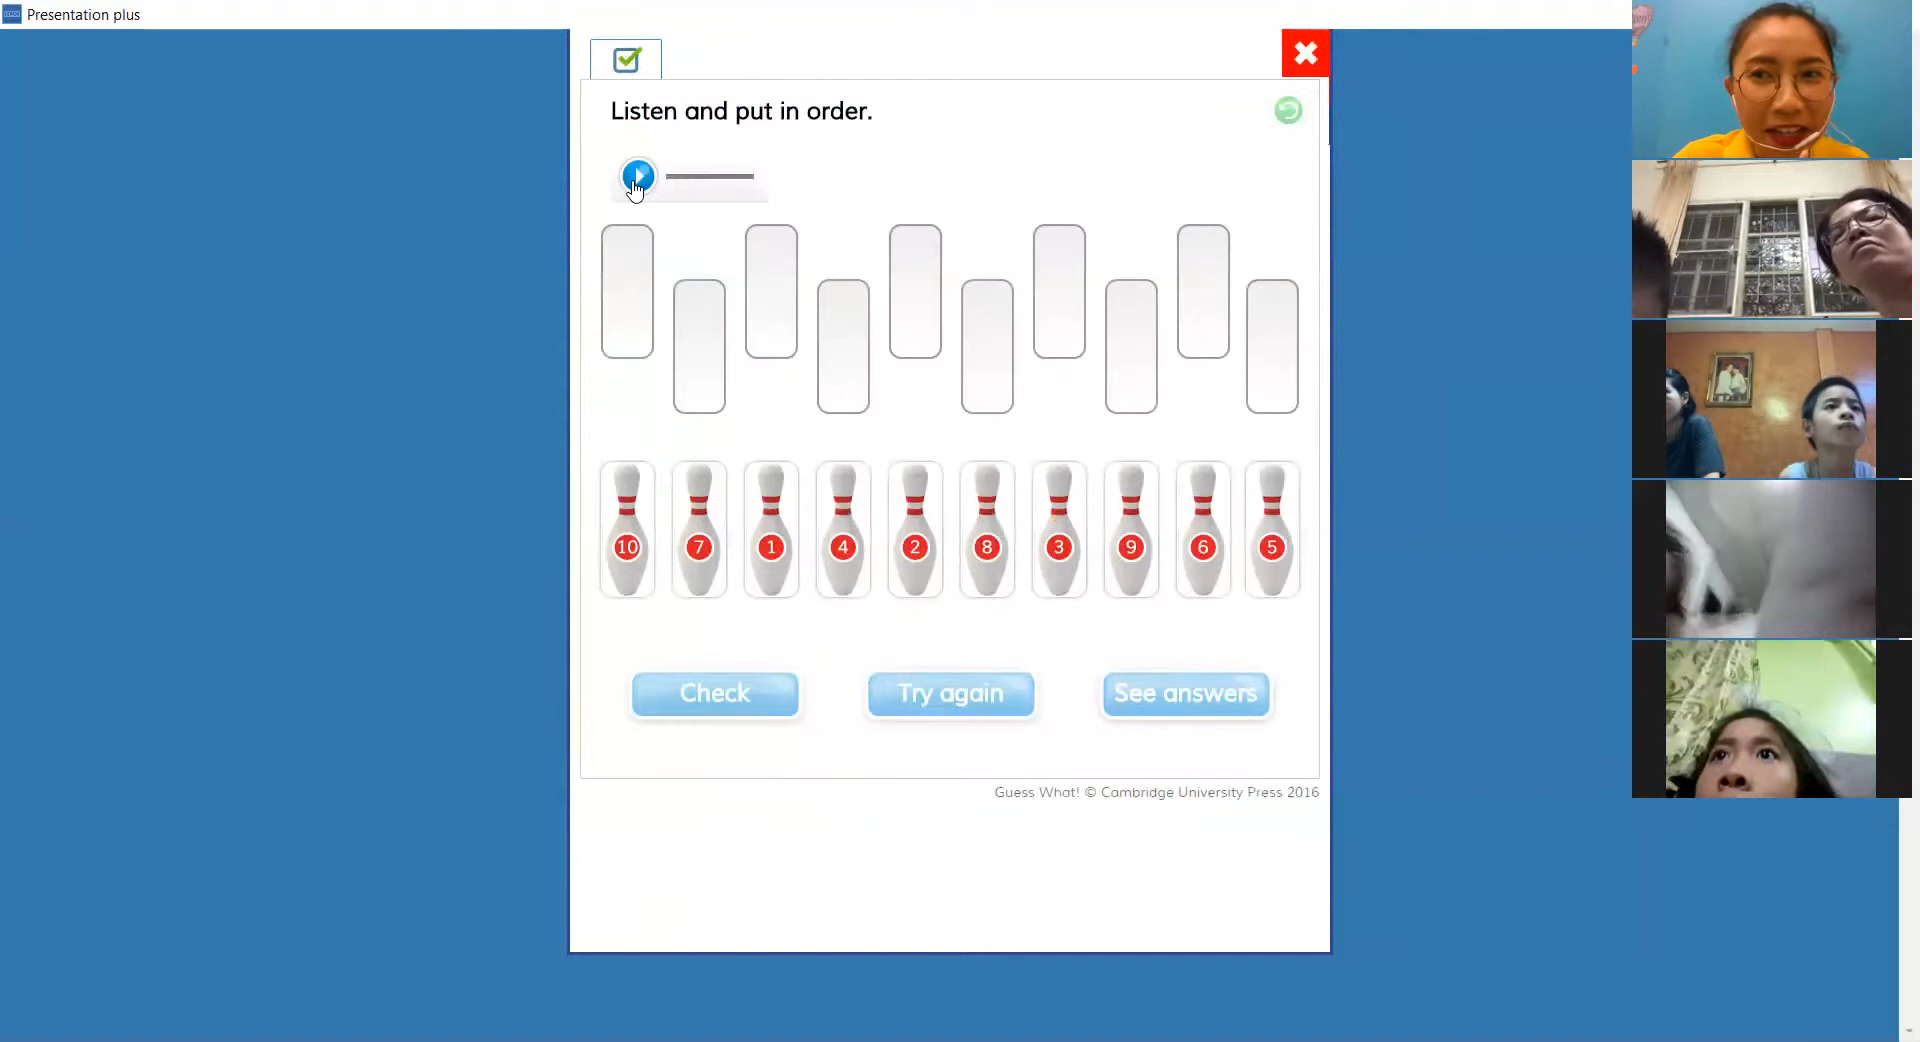 Presentation plus
Listen and put in order.
10 7 1 4 2 8 3 9 6 5
Check Try again See answers
Guess What! © Cambridge University Press 2016